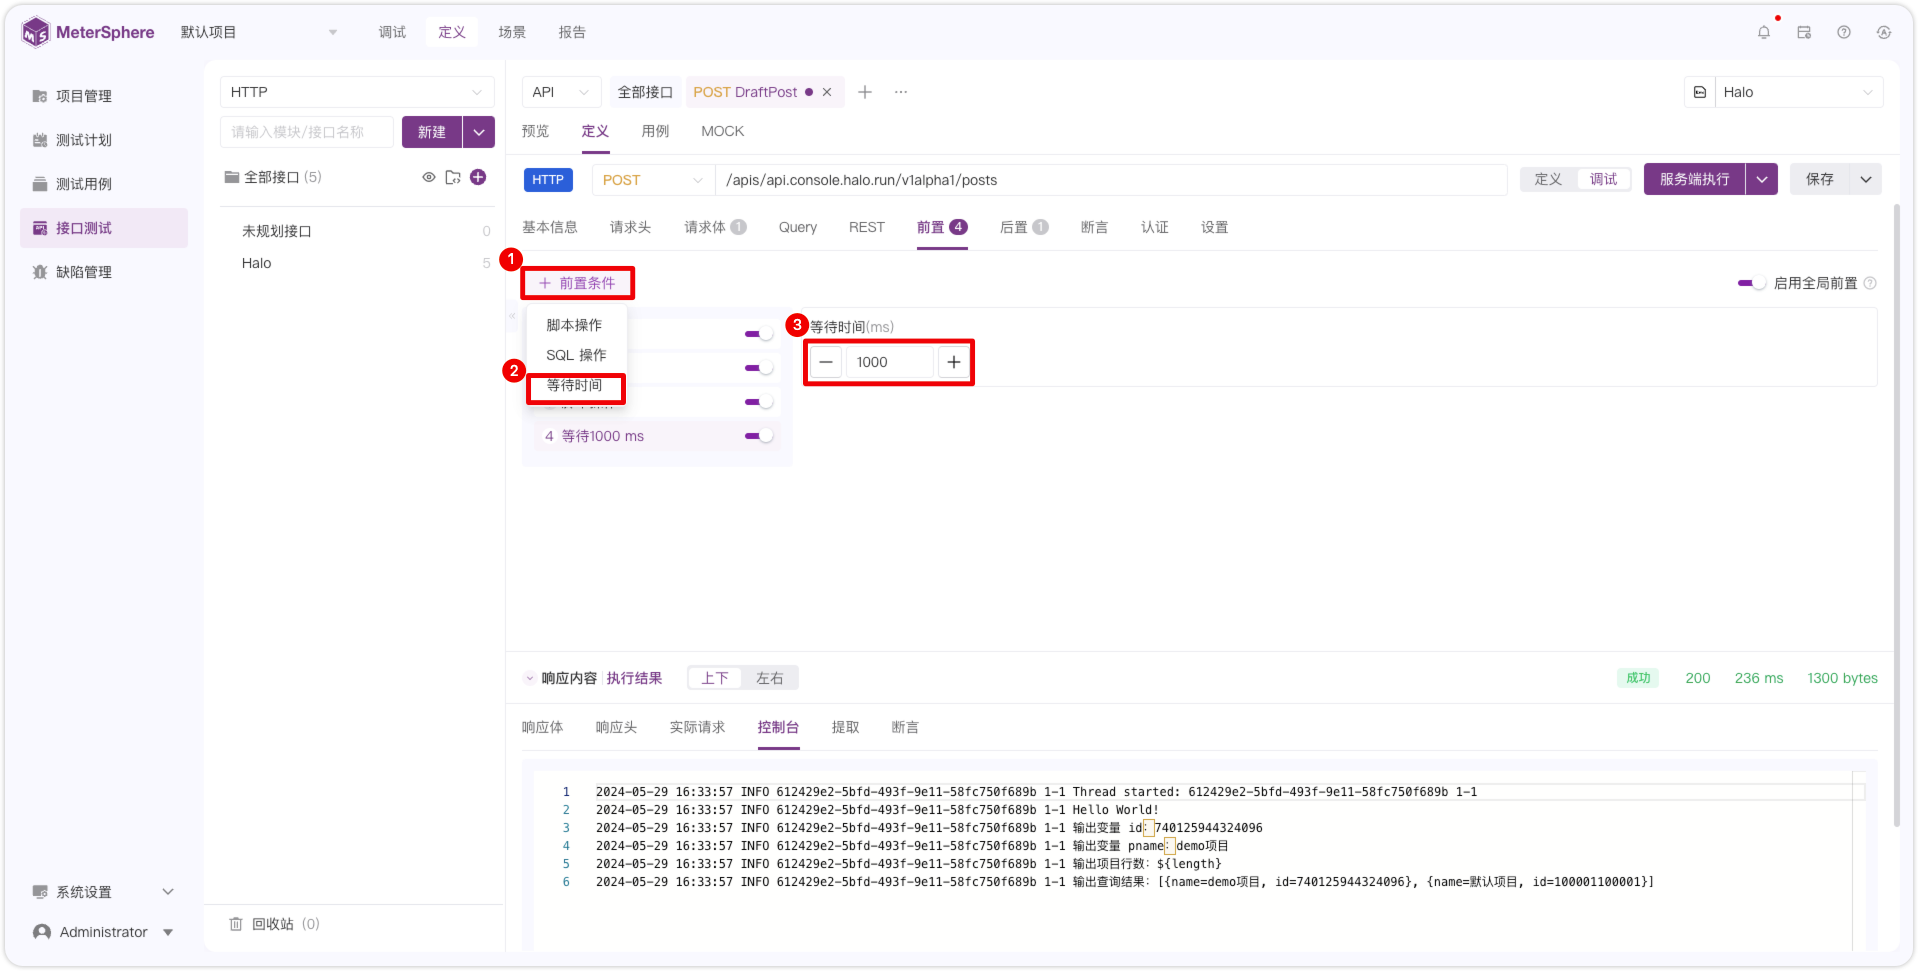 MeterSphere 默认项目 调试 定义 场景 报告
项目管理
测试计划
测试用例
接口测试
缺陷管理
系统设置
Administrator
HTTP
请输入模块/接口名称 新建
全部接口 (5)
未规划接口 0
Halo 5
回收站 (0)
API 全部接口 POST DraftPost Halo
预览 定义 用例 MOCK
HTTP POST /apis/api.console.halo.run/v1alpha1/posts 定义 调试 服务端执行 保存
基本信息 请求头 请求体 1 Query REST 前置 4 后置 1 断言 认证 设置
1
+ 前置条件 启用全局前置
脚本操作
SQL 操作
2
等待时间
4 等待1000 ms
3 等待时间(ms)
1000
响应内容 执行结果 上下 左右 成功 200 236 ms 1300 bytes
响应体 响应头 实际请求 控制台 提取 断言
1 2024-05-29 16:33:57 INFO 612429e2-5bfd-493f-9e11-58fc750f689b 1-1 Thread started: 612429e2-5bfd-493f-9e11-58fc750f689b 1-1
2 2024-05-29 16:33:57 INFO 612429e2-5bfd-493f-9e11-58fc750f689b 1-1 Hello World!
3 2024-05-29 16:33:57 INFO 612429e2-5bfd-493f-9e11-58fc750f689b 1-1 输出变量 id：740125944324096
4 2024-05-29 16:33:57 INFO 612429e2-5bfd-493f-9e11-58fc750f689b 1-1 输出变量 pname：demo项目
5 2024-05-29 16:33:57 INFO 612429e2-5bfd-493f-9e11-58fc750f689b 1-1 输出项目行数: ${length}
6 2024-05-29 16:33:57 INFO 612429e2-5bfd-493f-9e11-58fc750f689b 1-1 输出查询结果: [{name=demo项目, id=740125944324096}, {name=默认项目, id=100001100001}]